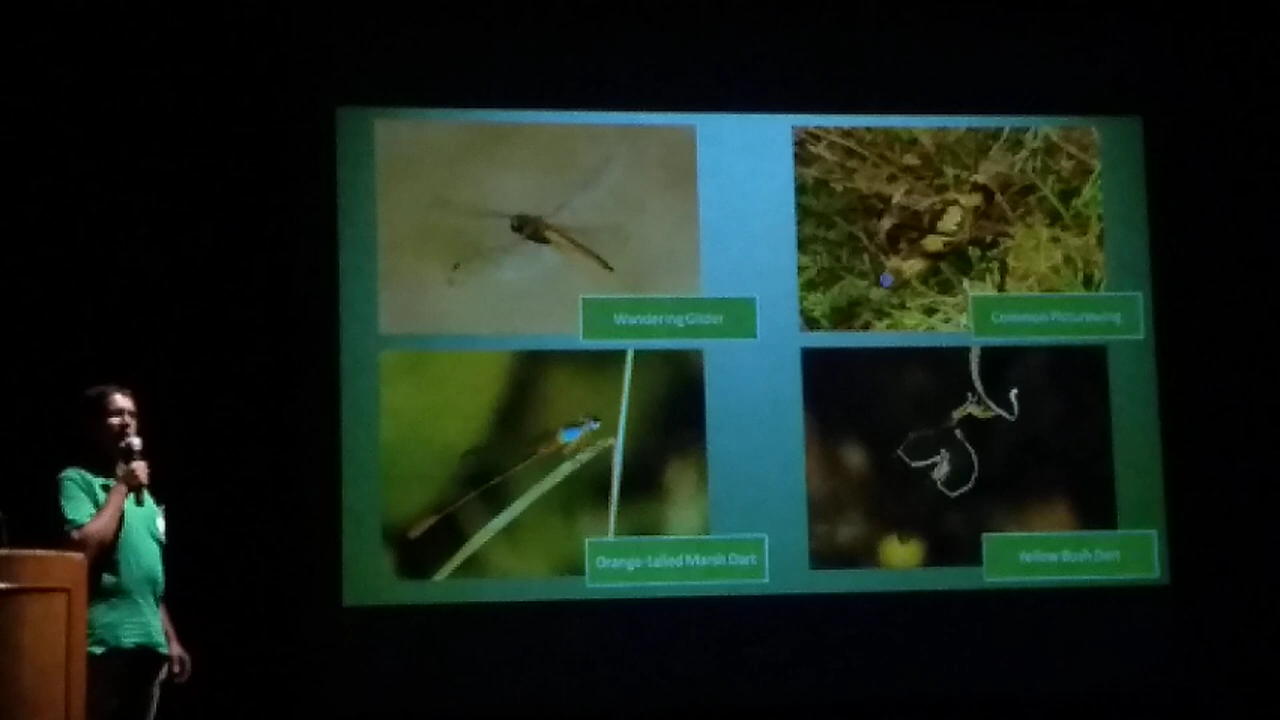 Wandering Glider
Common Picturewing
Orange-tailed Marsh Dart
Yellow Bush Dart